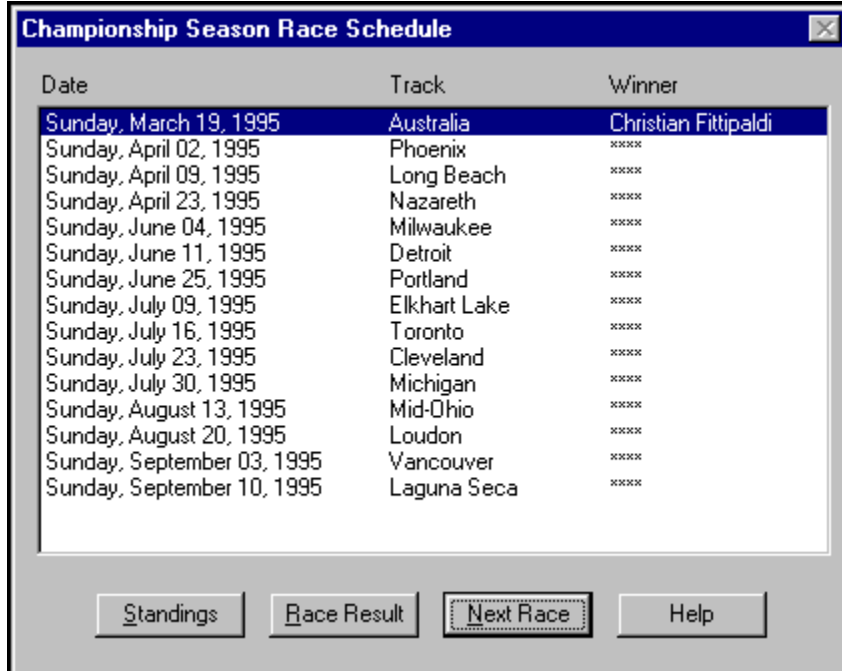 Championship Season Race Schedule
Date Track Winner
Sunday, March 19, 1995 Australia Christian Fittipaldi
Sunday, April 02, 1995 Phoenix ****
Sunday, April 09, 1995 Long Beach ****
Sunday, April 23, 1995 Nazareth ****
Sunday, June 04, 1995 Milwaukee ****
Sunday, June 11, 1995 Detroit ****
Sunday, June 25, 1995 Portland ****
Sunday, July 09, 1995 Elkhart Lake ****
Sunday, July 16, 1995 Toronto ****
Sunday, July 23, 1995 Cleveland ****
Sunday, July 30, 1995 Michigan ****
Sunday, August 13, 1995 Mid-Ohio ****
Sunday, August 20, 1995 Loudon ****
Sunday, September 03, 1995 Vancouver ****
Sunday, September 10, 1995 Laguna Seca ****
Standings Race Result Next Race Help